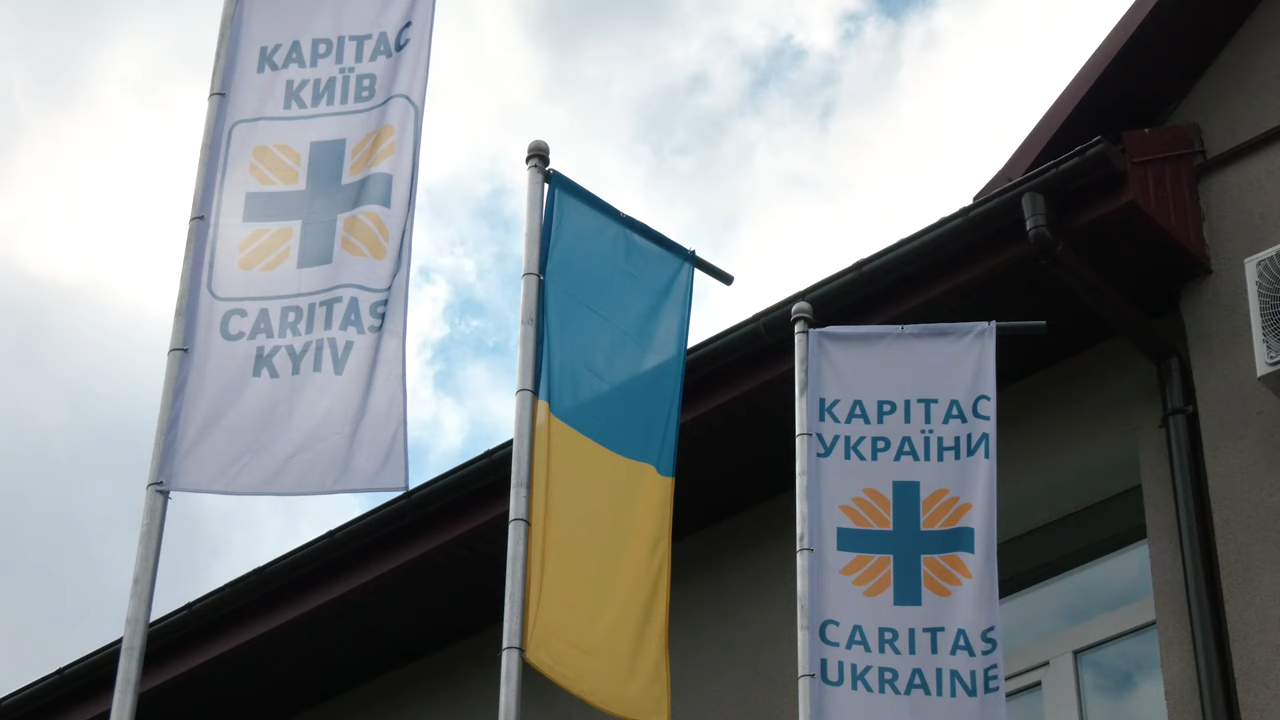 КАРІТАС
КИЇВ
CARITAS
KYIV
КАРІТАС
УКРАЇНИ
CARITAS
UKRAINE